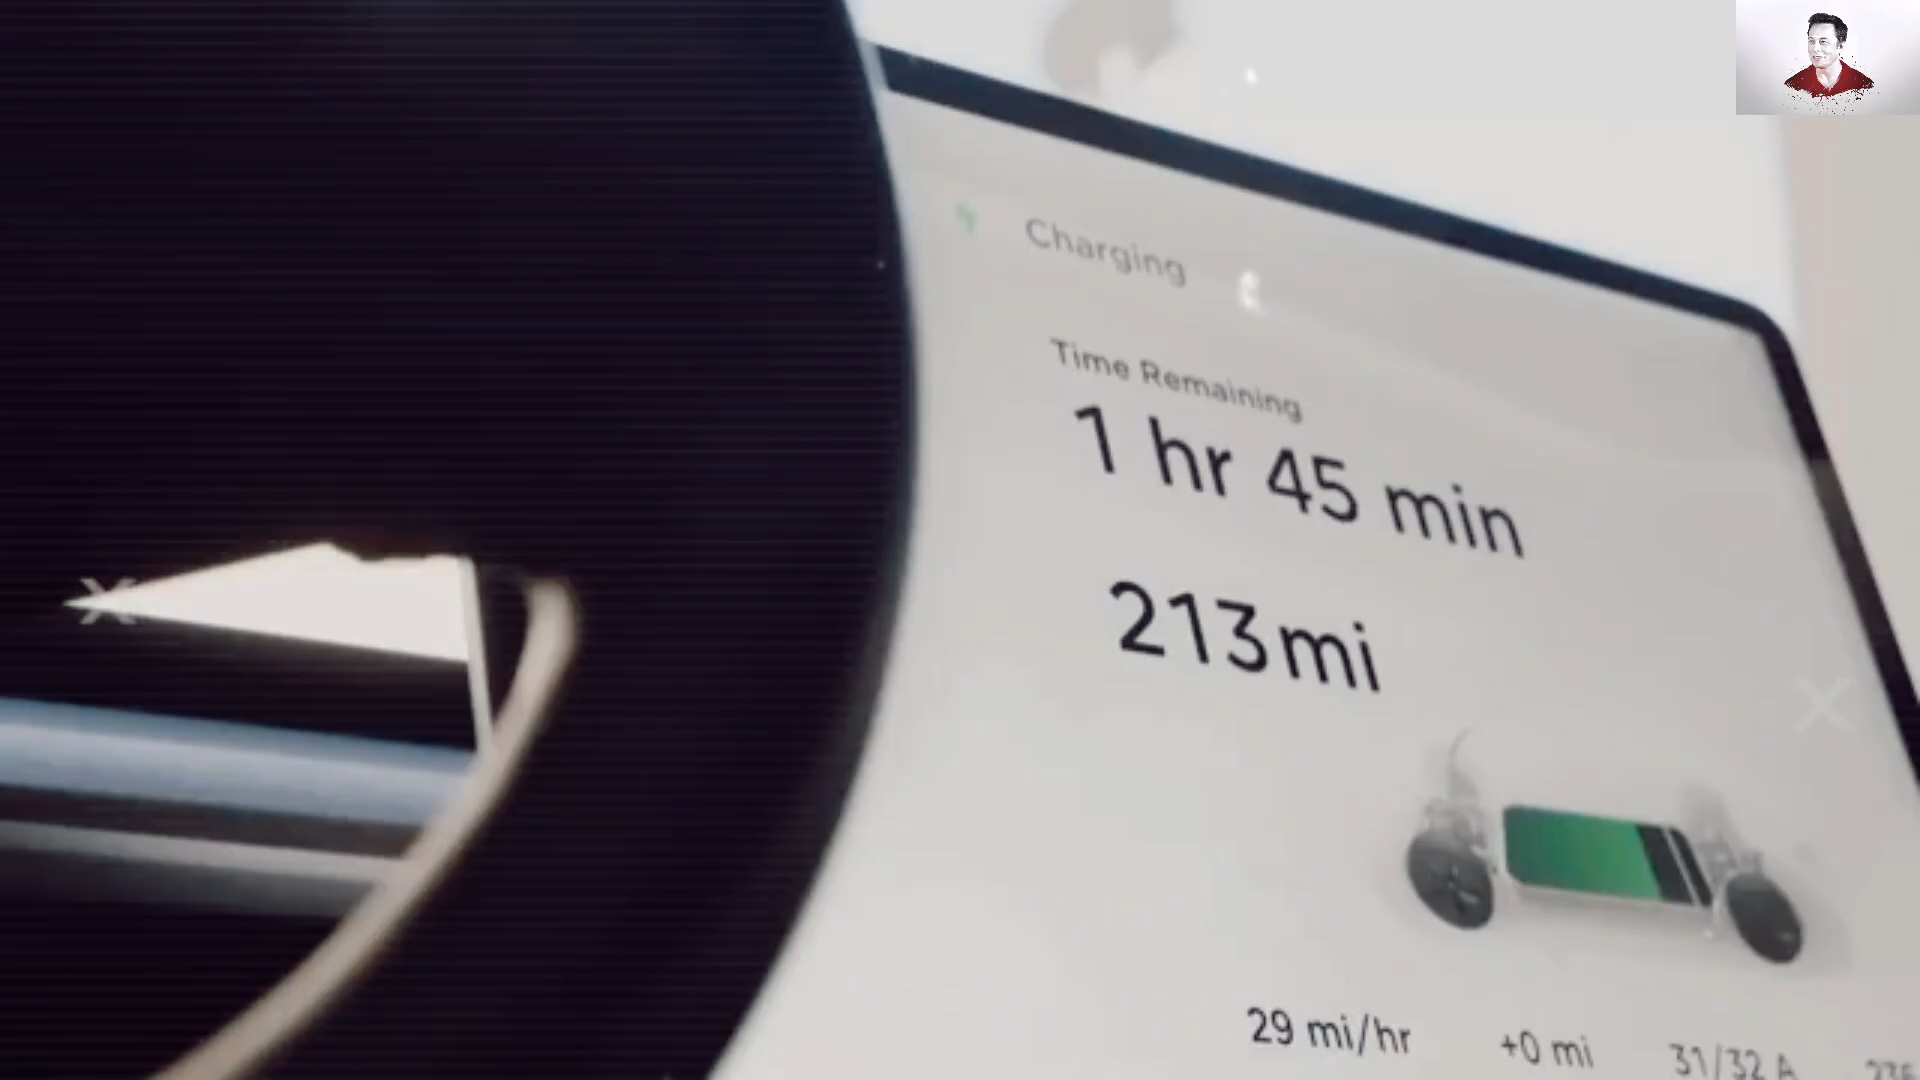 Charging
Time Remaining
1 hr 45 min
213mi
29 mi/hr
+0 mi
31/32 A